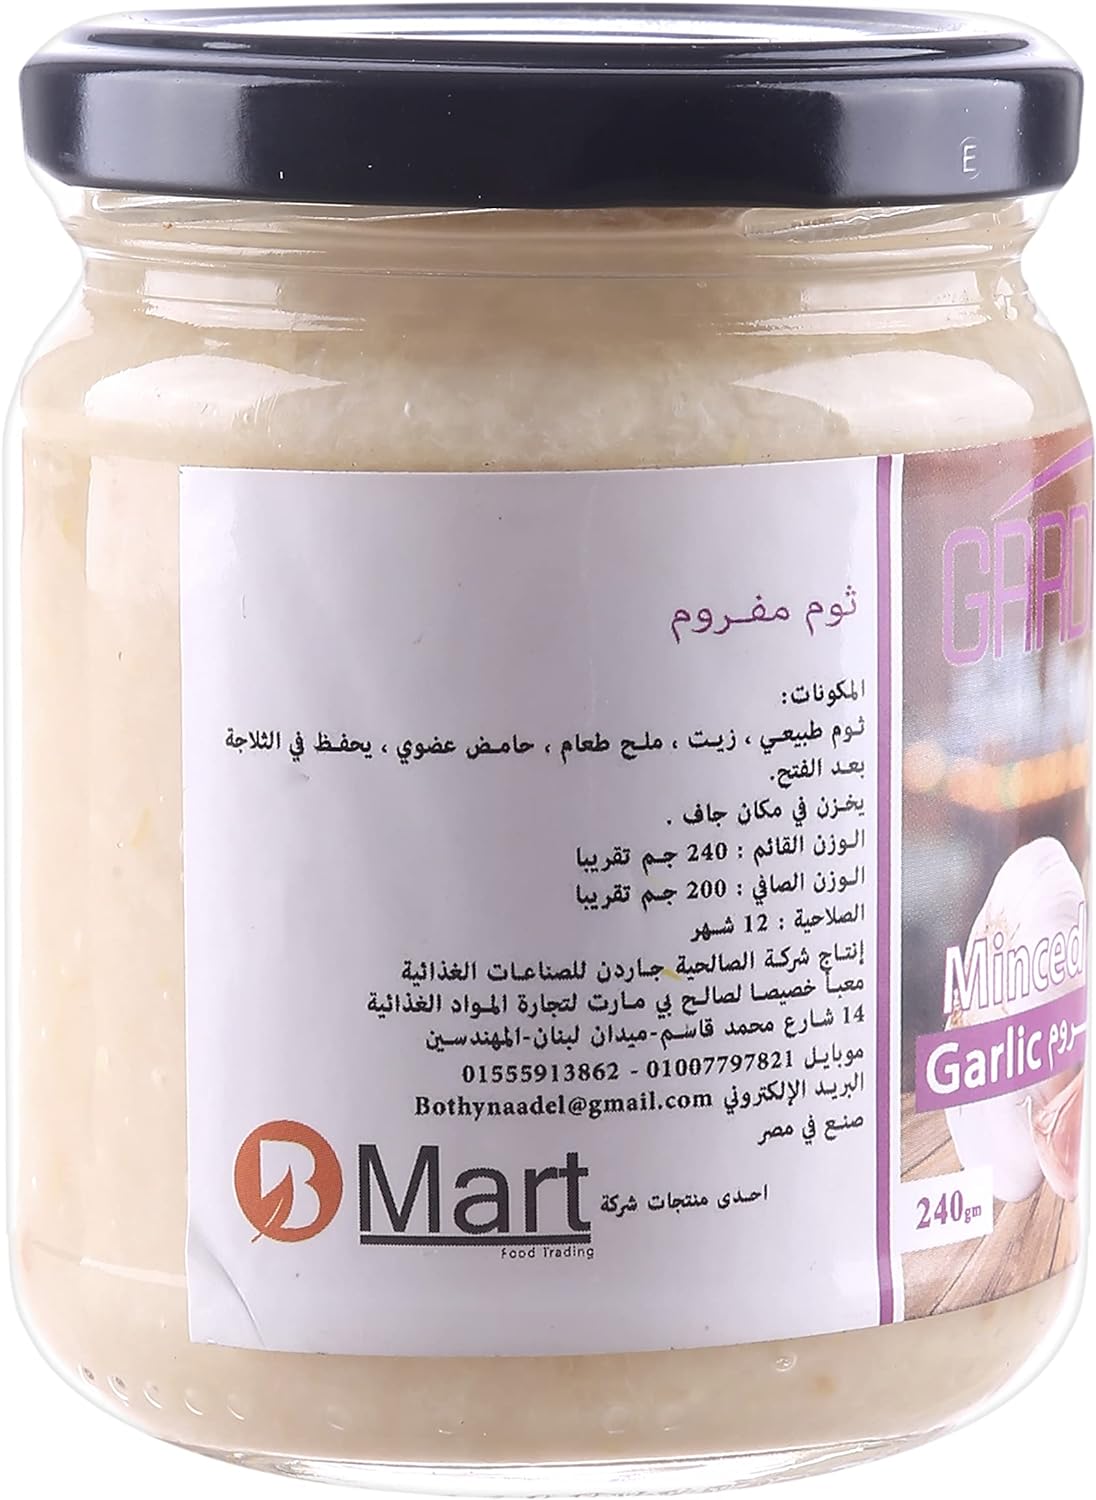 E
ثوم مفروم
المكونات:
ثوم طبيعي ، زيت ، ملح طعام ، حامض عضوي ، يحفظ في الثلاجة
بعد الفتح.
يخزن في مكان جاف .
الوزن القائم : 240 جم تقريبا
الوزن الصافي : 200 جم تقريبا
الصلاحية : 12 شهر
إنتاج شركة الصالحية جاردن للصناعات الغذائية
معبأ خصيصا لصالح بي مارت لتجارة المواد الغذائية
14 شارع محمد قاسم-ميدان لبنان-المهندسين
موبايل 01007797821 - 01555913862
البريد الإلكتروني Bothynaadel@gmail.com
صنع في مصر
احدى منتجات شركة
B Mart
Food Trading
Minced
Garlic
240gm